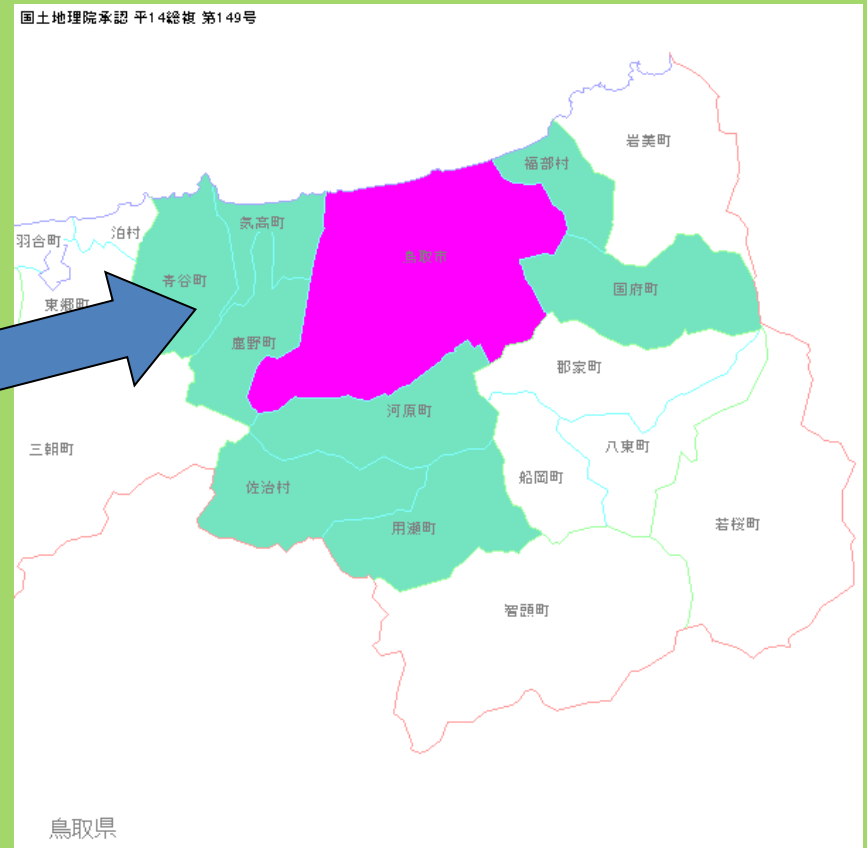 国土地理院承認 平14総複 第149号
岩美町
福部村
気高町
泊村
羽合町
鳥取市
青谷町
国府町
東郷町
鹿野町
郡家町
河原町
三朝町
八東町
船岡町
佐治村
若桜町
用瀬町
智頭町
鳥取県